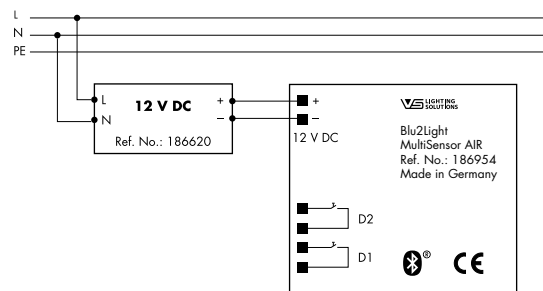 L
N
PE
L
12 V DC
+
N
−
Ref. No.: 186620
+
−
12 V DC
VS LIGHTING
SOLUTIONS
Blu2Light
MultiSensor AIR
Ref. No.: 186954
Made in Germany
D2
D1
®
CE